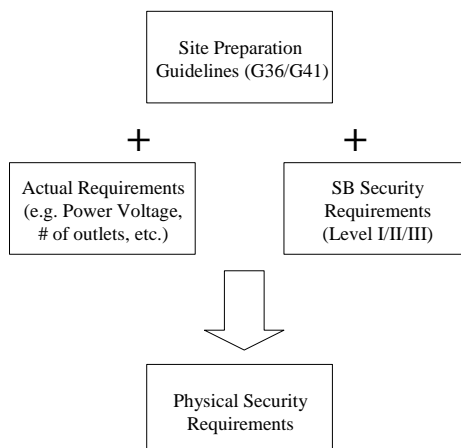 Site Preparation
Guidelines (G36/G41)
+ +
Actual Requirements
(e.g. Power Voltage,
# of outlets, etc.)
SB Security
Requirements
(Level I/II/III)
Physical Security
Requirements